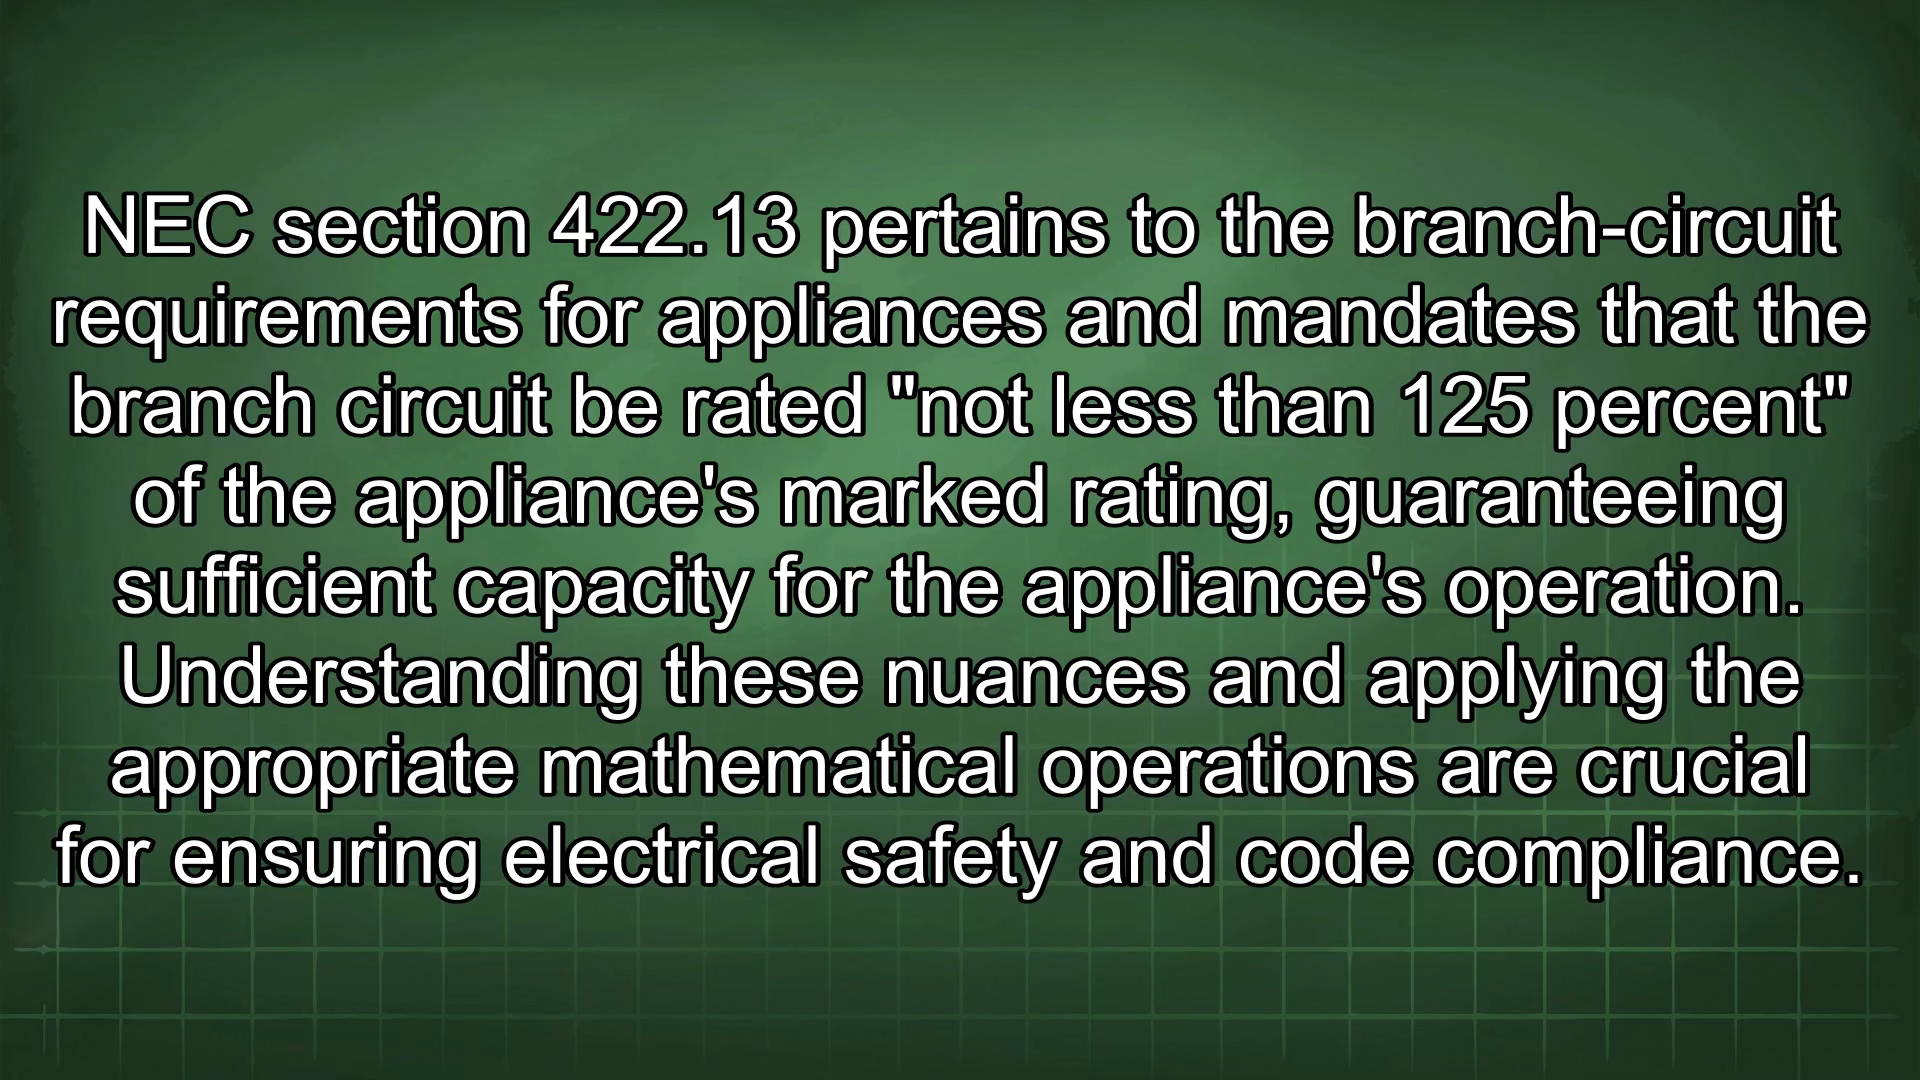 NEC section 422.13 pertains to the branch-circuit
requirements for appliances and mandates that the
branch circuit be rated "not less than 125 percent"
of the appliance's marked rating, guaranteeing
sufficient capacity for the appliance's operation.
Understanding these nuances and applying the
appropriate mathematical operations are crucial
for ensuring electrical safety and code compliance.